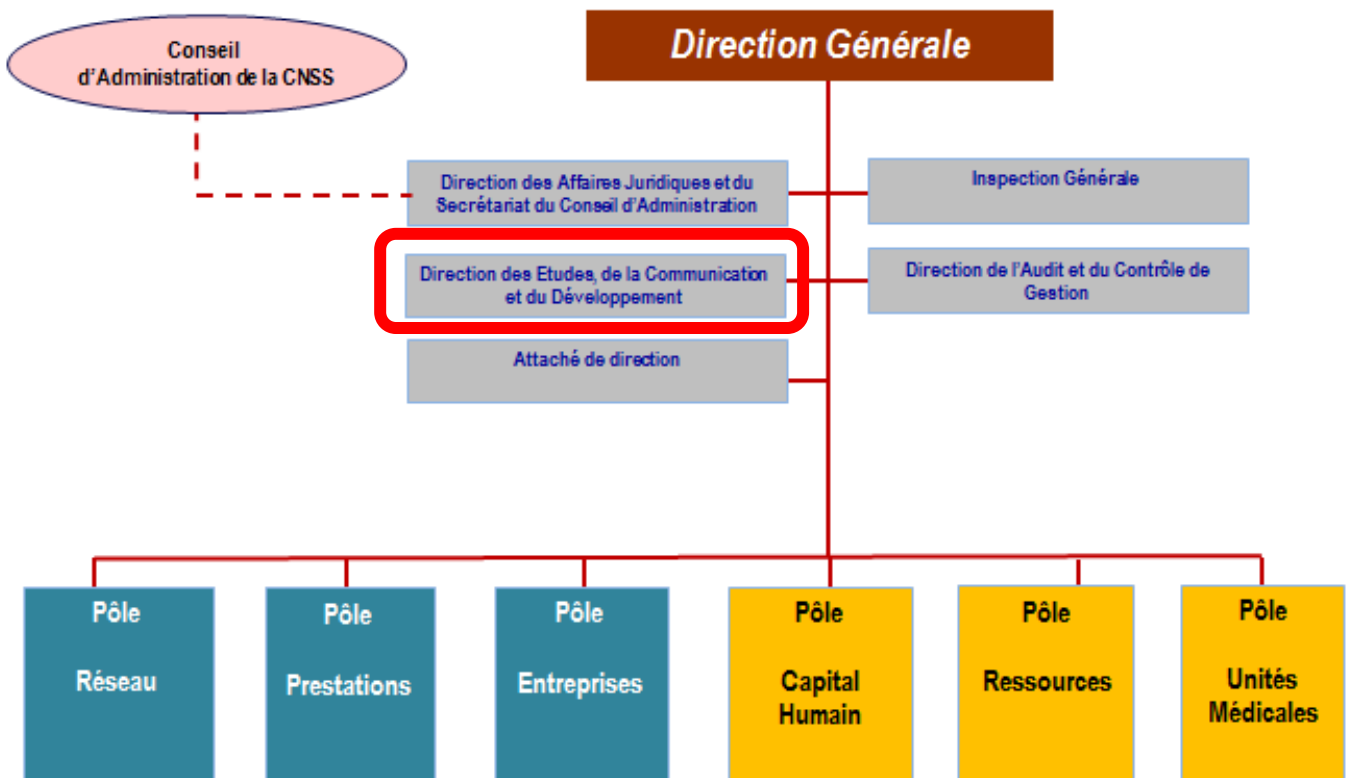 Conseil
d'Administration de la CNSS
Direction Générale
Direction des Affaires Juridiques et du
Secrétariat du Conseil d'Administration
Inspection Générale
Direction des Etudes, de la Communication
et du Développement
Direction de l'Audit et du Contrôle de
Gestion
Attaché de direction
Pôle
Réseau
Pôle
Prestations
Pôle
Entreprises
Pôle
Capital
Humain
Pôle
Ressources
Pôle
Unités
Médicales